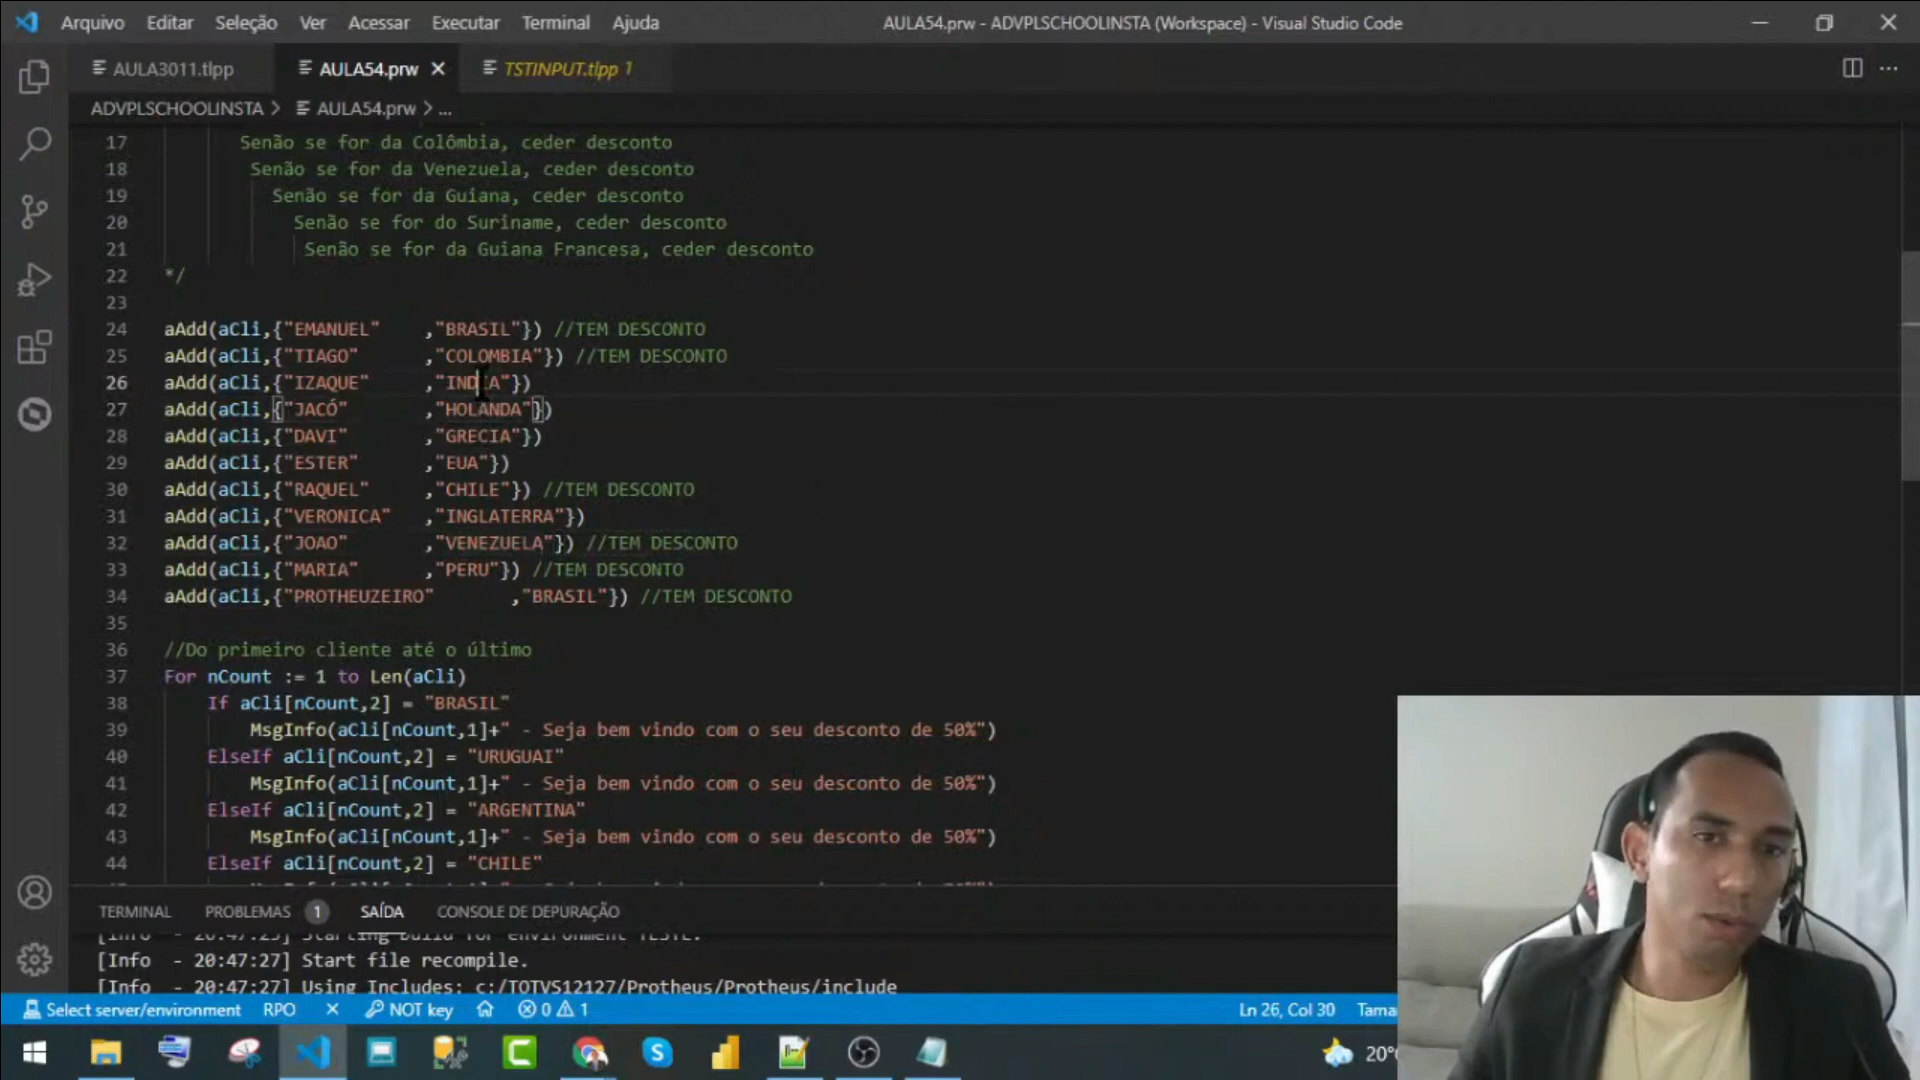 Arquivo Editar Seleção Ver Acessar Executar Terminal Ajuda AULA54.prw - ADVPLSCHOOLINSTA (Workspace) - Visual Studio Code
AULA3011.tlpp AULA54.prw TSTINPUT.tlpp 1
ADVPLSCHOOLINSTA > AULA54.prw > ...
17 Senão se for da Colômbia, ceder desconto
18 Senão se for da Venezuela, ceder desconto
19 Senão se for da Guiana, ceder desconto
20 Senão se for do Suriname, ceder desconto
21 Senão se for da Guiana Francesa, ceder desconto
22 */
23
24 aAdd(aCli,{"EMANUEL" ,"BRASIL"}) //TEM DESCONTO
25 aAdd(aCli,{"TIAGO" ,"COLOMBIA"}) //TEM DESCONTO
26 aAdd(aCli,{"IZAQUE" ,"INDIA"})
27 aAdd(aCli,{"JACÓ" ,"HOLANDA"})
28 aAdd(aCli,{"DAVI" ,"GRECIA"})
29 aAdd(aCli,{"ESTER" ,"EUA"})
30 aAdd(aCli,{"RAQUEL" ,"CHILE"}) //TEM DESCONTO
31 aAdd(aCli,{"VERONICA" ,"INGLATERRA"})
32 aAdd(aCli,{"JOAO" ,"VENEZUELA"}) //TEM DESCONTO
33 aAdd(aCli,{"MARIA" ,"PERU"}) //TEM DESCONTO
34 aAdd(aCli,{"PROTHEUZEIRO" ,"BRASIL"}) //TEM DESCONTO
35
36 //Do primeiro cliente até o último
37 For nCount := 1 to Len(aCli)
38 If aCli[nCount,2] = "BRASIL"
39 MsgInfo(aCli[nCount,1]+" - Seja bem vindo com o seu desconto de 50%")
40 ElseIf aCli[nCount,2] = "URUGUAI"
41 MsgInfo(aCli[nCount,1]+" - Seja bem vindo com o seu desconto de 50%")
42 ElseIf aCli[nCount,2] = "ARGENTINA"
43 MsgInfo(aCli[nCount,1]+" - Seja bem vindo com o seu desconto de 50%")
44 ElseIf aCli[nCount,2] = "CHILE"
TERMINAL PROBLEMAS 1 SAÍDA CONSOLE DE DEPURAÇÃO
[Info - 20:47:25] Starting build for environment TESTE.
[Info - 20:47:27] Start file recompile.
[Info - 20:47:27] Using Includes: c:/TOTVS12127/Protheus/Protheus/include
Select server/environment RPO NOT key 0 1 Ln 26, Col 30 Tama
20°